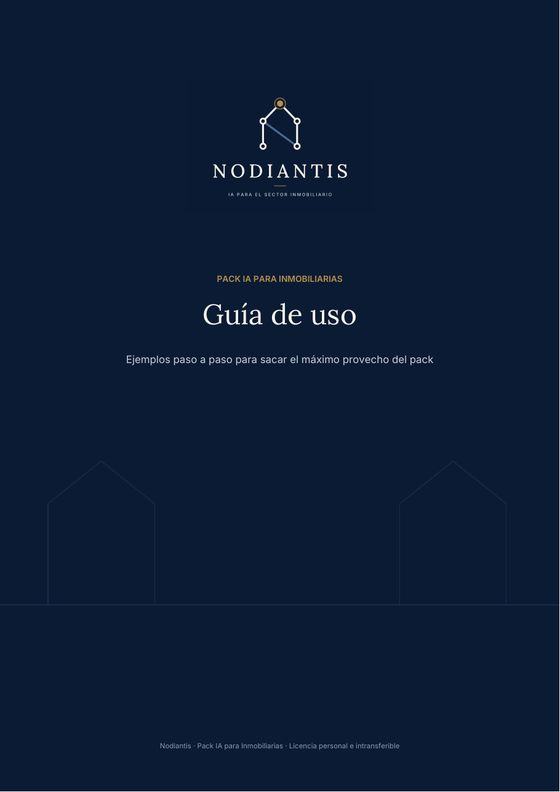 NODIANTIS
IA PARA EL SECTOR INMOBILIARIO
PACK IA PARA INMOBILIARIAS
Guía de uso
Ejemplos paso a paso para sacar el máximo provecho del pack
Nodiantis · Pack IA para Inmobiliarias · Licencia personal e intransferible